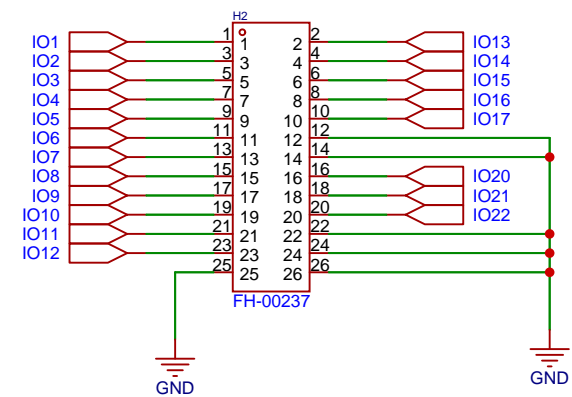 H2
IO1 1 1 2 2 IO13
IO2 3 3 4 4 IO14
IO3 5 5 6 6 IO15
IO4 7 7 8 8 IO16
IO5 9 9 10 10 IO17
IO6 11 11 12 12
IO7 13 13 14 14
IO8 15 15 16 16 IO20
IO9 17 17 18 18 IO21
IO10 19 19 20 20 IO22
IO11 21 21 22 22
IO12 23 23 24 24
25 25 26 26
FH-00237
GND
GND